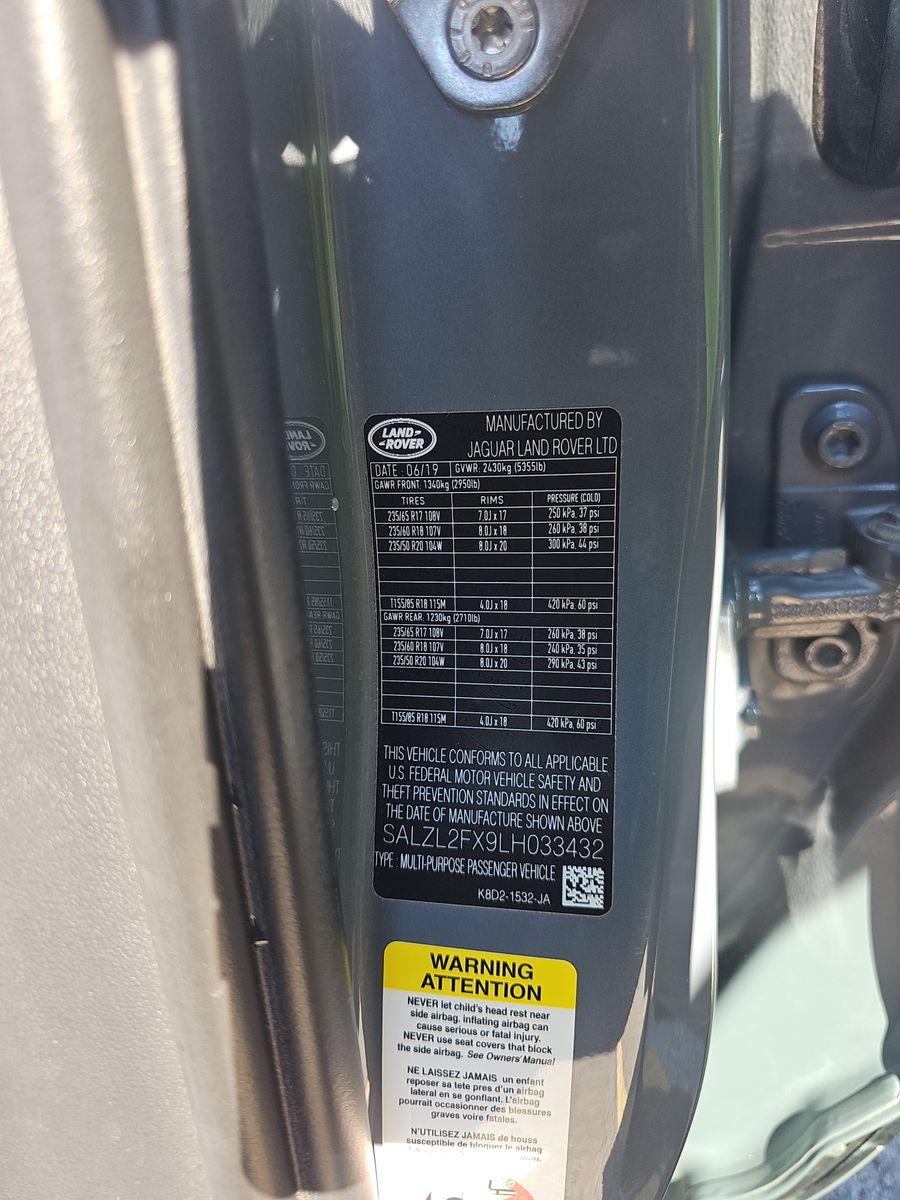 LAND-
-ROVER
MANUFACTURED BY
JAGUAR LAND ROVER LTD
DATE : 06/19 GVWR: 2430kg (5355lb)
GAWR FRONT: 1340kg (2950lb)
TIRES RIMS PRESSURE (COLD)
235/65 R17 108V 7.0J x 17 250 kPa, 37 psi
235/60 R18 107V 8.0J x 18 260 kPa, 38 psi
235/50 R20 104W 8.0J x 20 300 kPa, 44 psi
T155/85 R18 115M 4.0J x 18 420 kPa, 60 psi
GAWR REAR: 1230kg (2710lb)
235/65 R17 108V 7.0J x 17 260 kPa, 38 psi
235/60 R18 107V 8.0J x 18 240 kPa, 35 psi
235/50 R20 104W 8.0J x 20 290 kPa, 43 psi
T155/85 R18 115M 4.0J x 18 420 kPa, 60 psi
THIS VEHICLE CONFORMS TO ALL APPLICABLE
U.S. FEDERAL MOTOR VEHICLE SAFETY AND
THEFT PREVENTION STANDARDS IN EFFECT ON
THE DATE OF MANUFACTURE SHOWN ABOVE
SALZL2FX9LH033432
TYPE : MULTI-PURPOSE PASSENGER VEHICLE
K8D2-1532-JA
WARNING
ATTENTION
NEVER let child's head rest near
side airbag. inflating airbag can
cause serious or fatal injury.
NEVER use seat covers that block
the side airbag. See Owners' Manual
NE LAISSEZ JAMAIS un enfant
reposer sa tete pres d'un airbag
lateral en se gonflant. L'airbag
pourrait occasionner des blessures
graves voire fatales.
N'UTILISEZ JAMAIS de houss
susceptible de bloquer le airbag